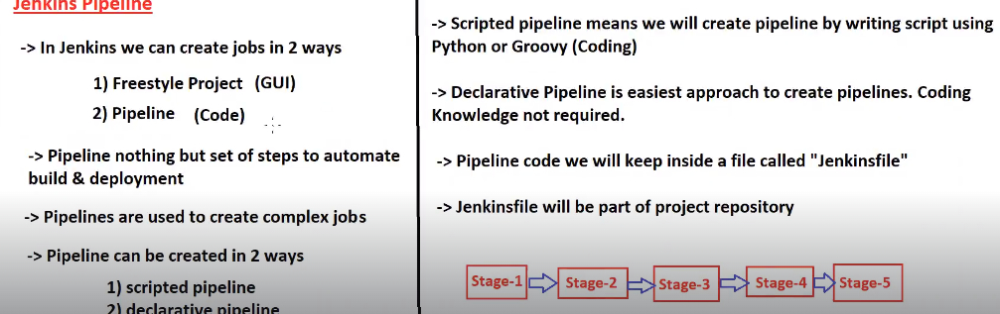 Jenkins Pipeline
-> In Jenkins we can create jobs in 2 ways
1) Freestyle Project (GUI)
2) Pipeline (Code)
-> Pipeline nothing but set of steps to automate
build & deployment
-> Pipelines are used to create complex jobs
-> Pipeline can be created in 2 ways
1) scripted pipeline
2) declarative pipeline
-> Scripted pipeline means we will create pipeline by writing script using
Python or Groovy (Coding)
-> Declarative Pipeline is easiest approach to create pipelines. Coding
Knowledge not required.
-> Pipeline code we will keep inside a file called "Jenkinsfile"
-> Jenkinsfile will be part of project repository
Stage-1 Stage-2 Stage-3 Stage-4 Stage-5